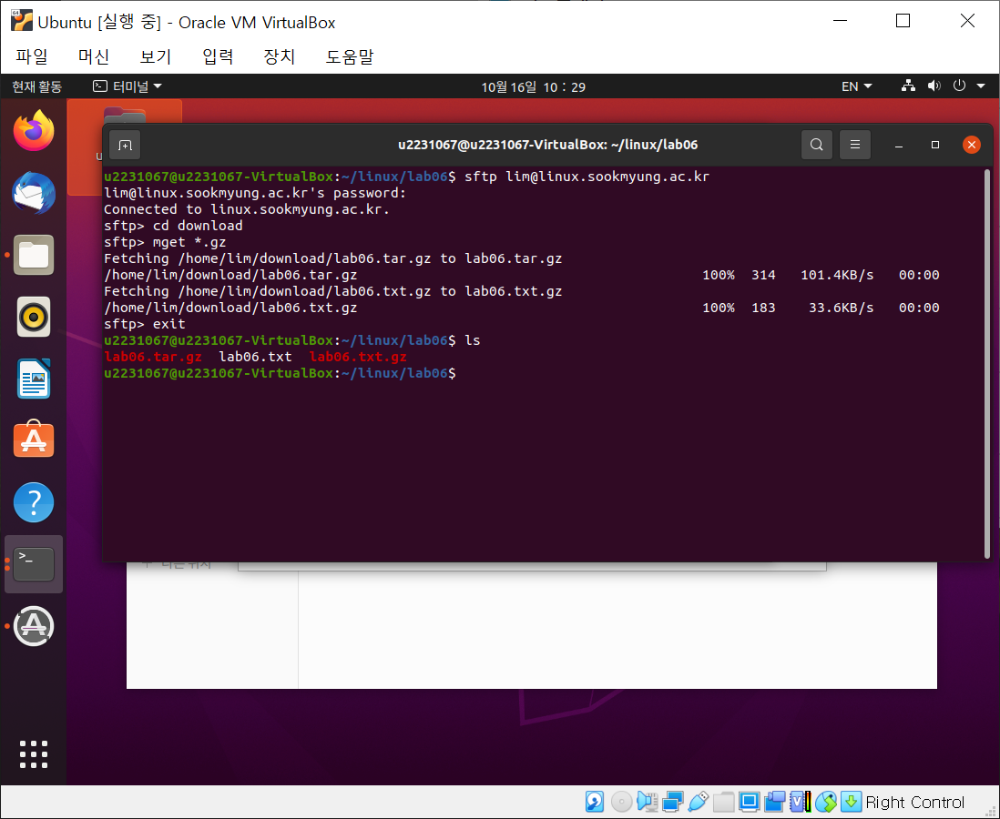 Ubuntu [실행 중] - Oracle VM VirtualBox
파일 머신 보기 입력 장치 도움말
현재 활동 터미널 10월 16일 10 : 29 EN
u2231067@u2231067-VirtualBox: ~/linux/lab06
u2231067@u2231067-VirtualBox:~/linux/lab06$ sftp lim@linux.sookmyung.ac.kr
lim@linux.sookmyung.ac.kr's password:
Connected to linux.sookmyung.ac.kr.
sftp> cd download
sftp> mget *.gz
Fetching /home/lim/download/lab06.tar.gz to lab06.tar.gz
/home/lim/download/lab06.tar.gz 100% 314 101.4KB/s 00:00
Fetching /home/lim/download/lab06.txt.gz to lab06.txt.gz
/home/lim/download/lab06.txt.gz 100% 183 33.6KB/s 00:00
sftp> exit
u2231067@u2231067-VirtualBox:~/linux/lab06$ ls
lab06.tar.gz lab06.txt lab06.txt.gz
u2231067@u2231067-VirtualBox:~/linux/lab06$
Right Control